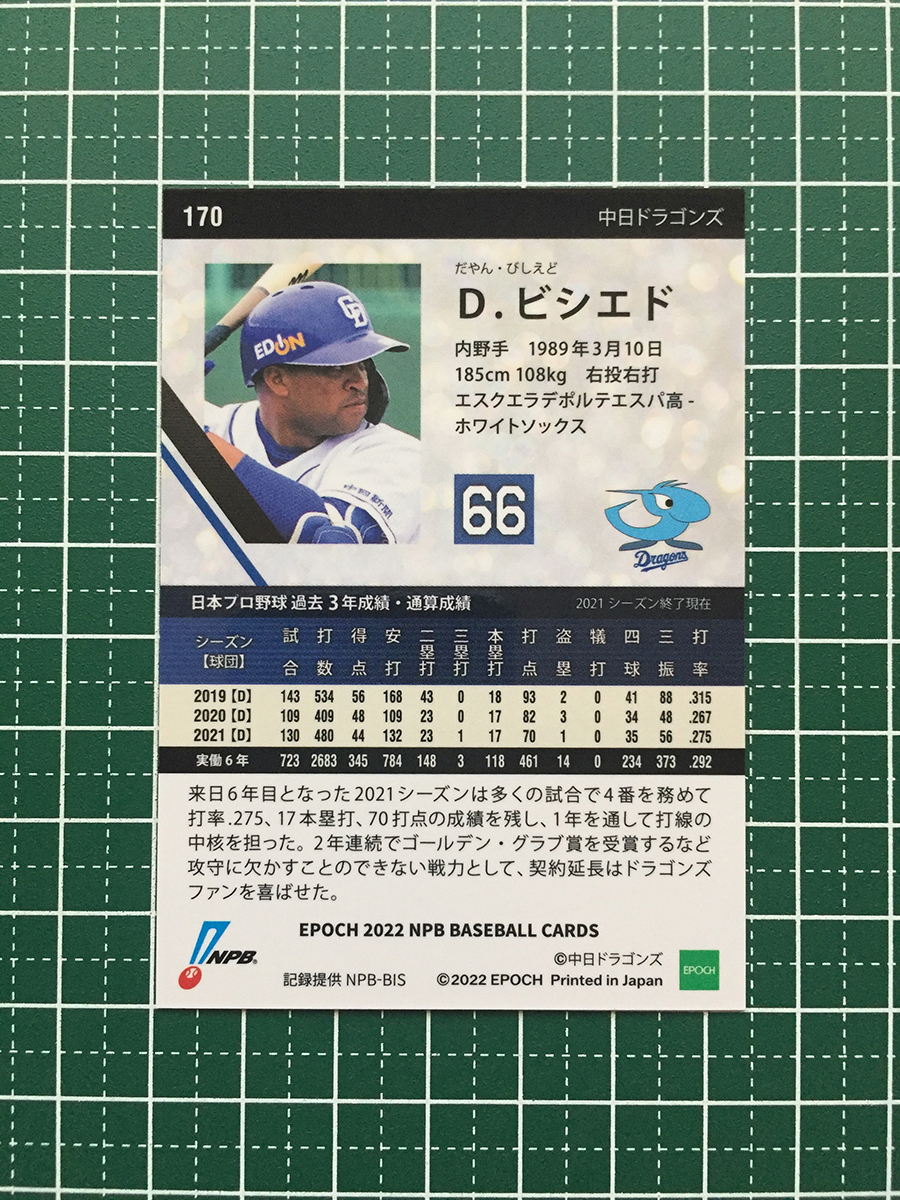 170 中日ドラゴンズ
だやん・びしえど
D.ビシエド
EDION
内野手 1989年3月10日
185cm 108kg 右投右打
エスクエラデポルテエスパ高 -
ホワイトソックス
中日新聞
66
Dragons
日本プロ野球 過去3年成績・通算成績 2021 シーズン終了現在
シーズン【球団】 試合 打数 得点 安打 二塁打 三塁打 本塁打 打点 盗塁 犠打 四球 三振 打率
2019【D】 143 534 56 168 43 0 18 93 2 0 41 88 .315
2020【D】 109 409 48 109 23 0 17 82 3 0 34 48 .267
2021【D】 130 480 44 132 23 1 17 70 1 0 35 56 .275
実働6年 723 2683 345 784 148 3 118 461 14 0 234 373 .292
来日6年目となった2021シーズンは多くの試合で4番を務めて
打率.275、17本塁打、70打点の成績を残し、1年を通して打線の
中核を担った。2年連続でゴールデン・グラブ賞を受賞するなど
攻守に欠かすことのできない戦力として、契約延長はドラゴンズ
ファンを喜ばせた。
EPOCH 2022 NPB BASEBALL CARDS
NPB®
©中日ドラゴンズ
記録提供 NPB-BIS ©2022 EPOCH Printed in Japan
EPOCH